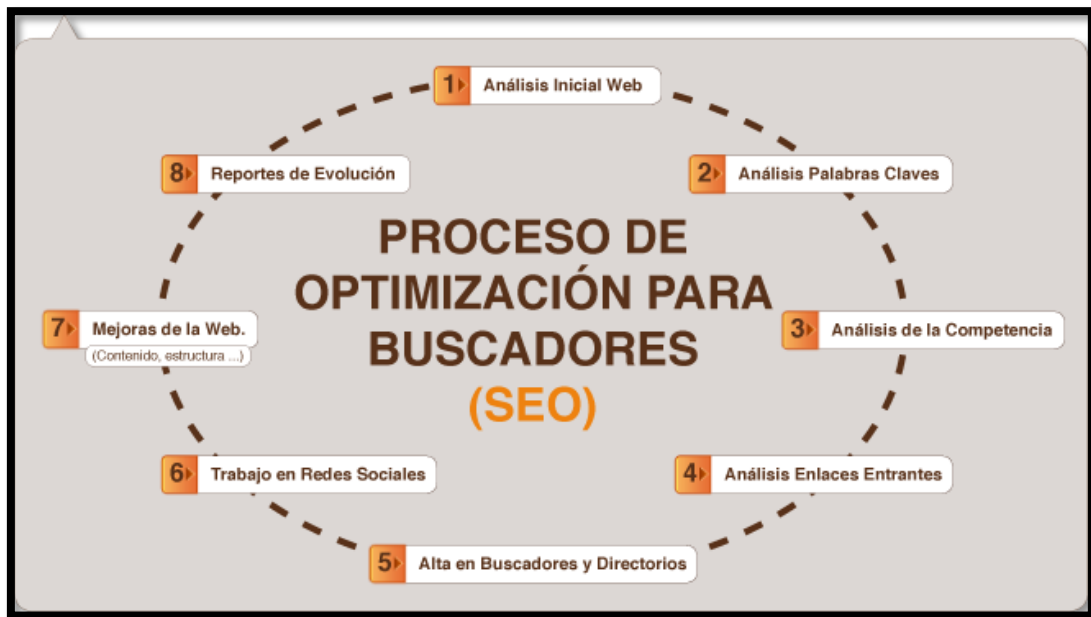 PROCESO DE
OPTIMIZACIÓN PARA
BUSCADORES
(SEO)
1 Análisis Inicial Web
2 Análisis Palabras Claves
3 Análisis de la Competencia
4 Análisis Enlaces Entrantes
5 Alta en Buscadores y Directorios
6 Trabajo en Redes Sociales
7 Mejoras de la Web.
(Contenido, estructura ...)
8 Reportes de Evolución